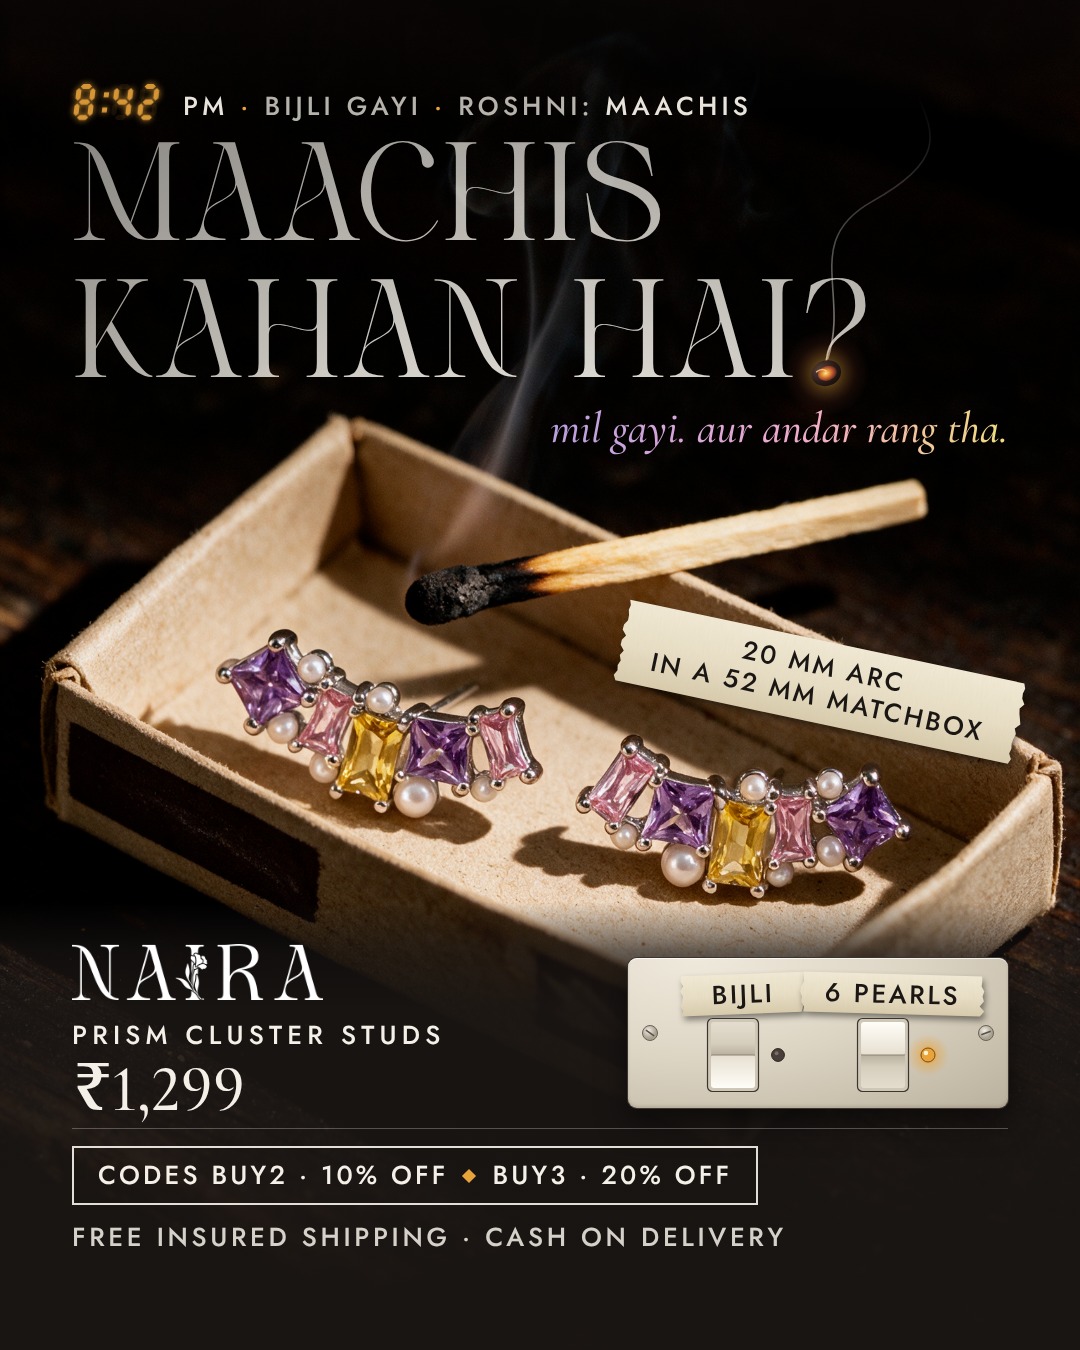 8:42 PM · BIJLI GAYI · ROSHNI: MAACHIS
MAACHIS
KAHAN HAI?
mil gayi. aur andar rang tha.
20 MM ARC
IN A 52 MM MATCHBOX
NAIRA
PRISM CLUSTER STUDS
₹1,299
BIJLI
6 PEARLS
CODES BUY2 · 10% OFF ◆ BUY3 · 20% OFF
FREE INSURED SHIPPING · CASH ON DELIVERY